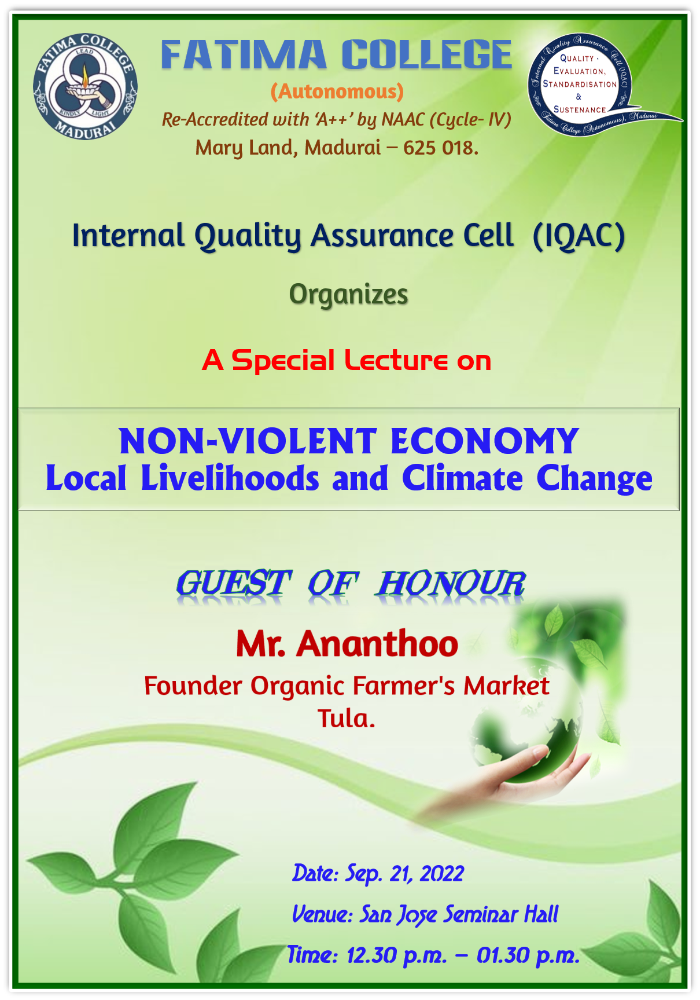 FATIMA COLLEGE
MADURAI
LEAD
KINDLY LIGHT
FATIMA COLLEGE
(Autonomous)
Re-Accredited with ‘A++’ by NAAC (Cycle- IV)
Mary Land, Madurai – 625 018.
Internal Quality Assurance Cell (IQAC)
QUALITY ·
EVALUATION,
STANDARDISATION
&
SUSTENANCE
Fatima College (Autonomous), Madurai
Internal Quality Assurance Cell (IQAC)
Organizes
A Special Lecture on
NON-VIOLENT ECONOMY
Local Livelihoods and Climate Change
GUEST OF HONOUR
Mr. Ananthoo
Founder Organic Farmer's Market
Tula.
Date: Sep. 21, 2022
Venue: San Jose Seminar Hall
Time: 12.30 p.m. – 01.30 p.m.